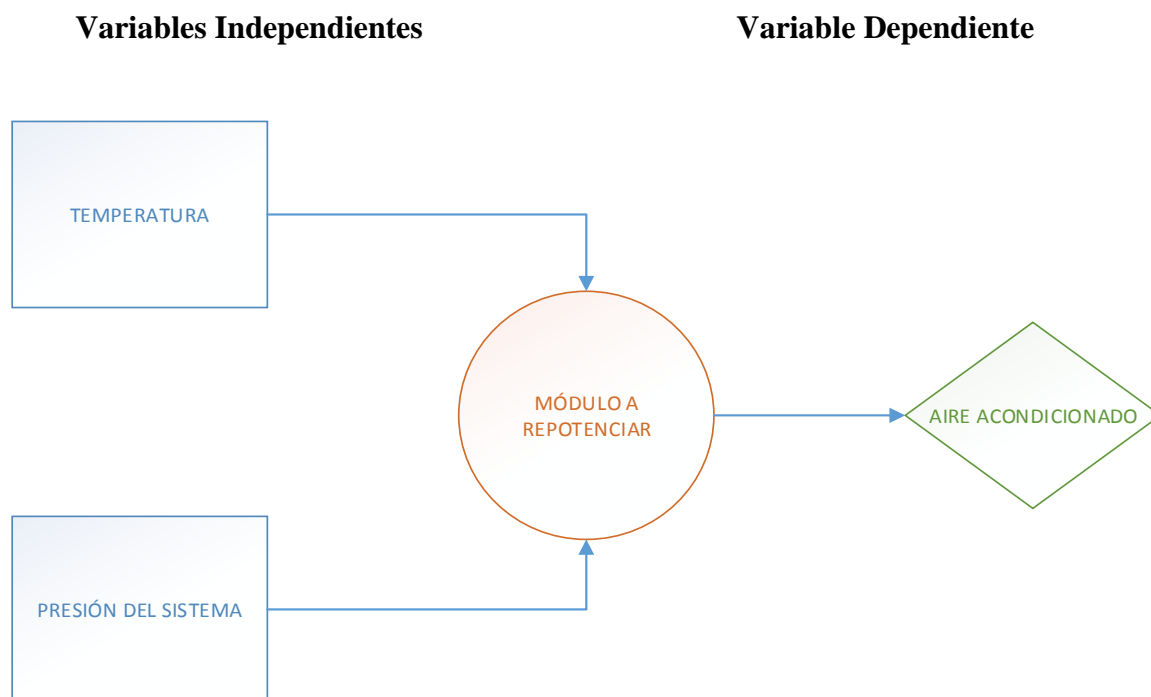 Variables Independientes
Variable Dependiente
TEMPERATURA
MÓDULO A
REPOTENCIAR
AIRE ACONDICIONADO
PRESIÓN DEL SISTEMA